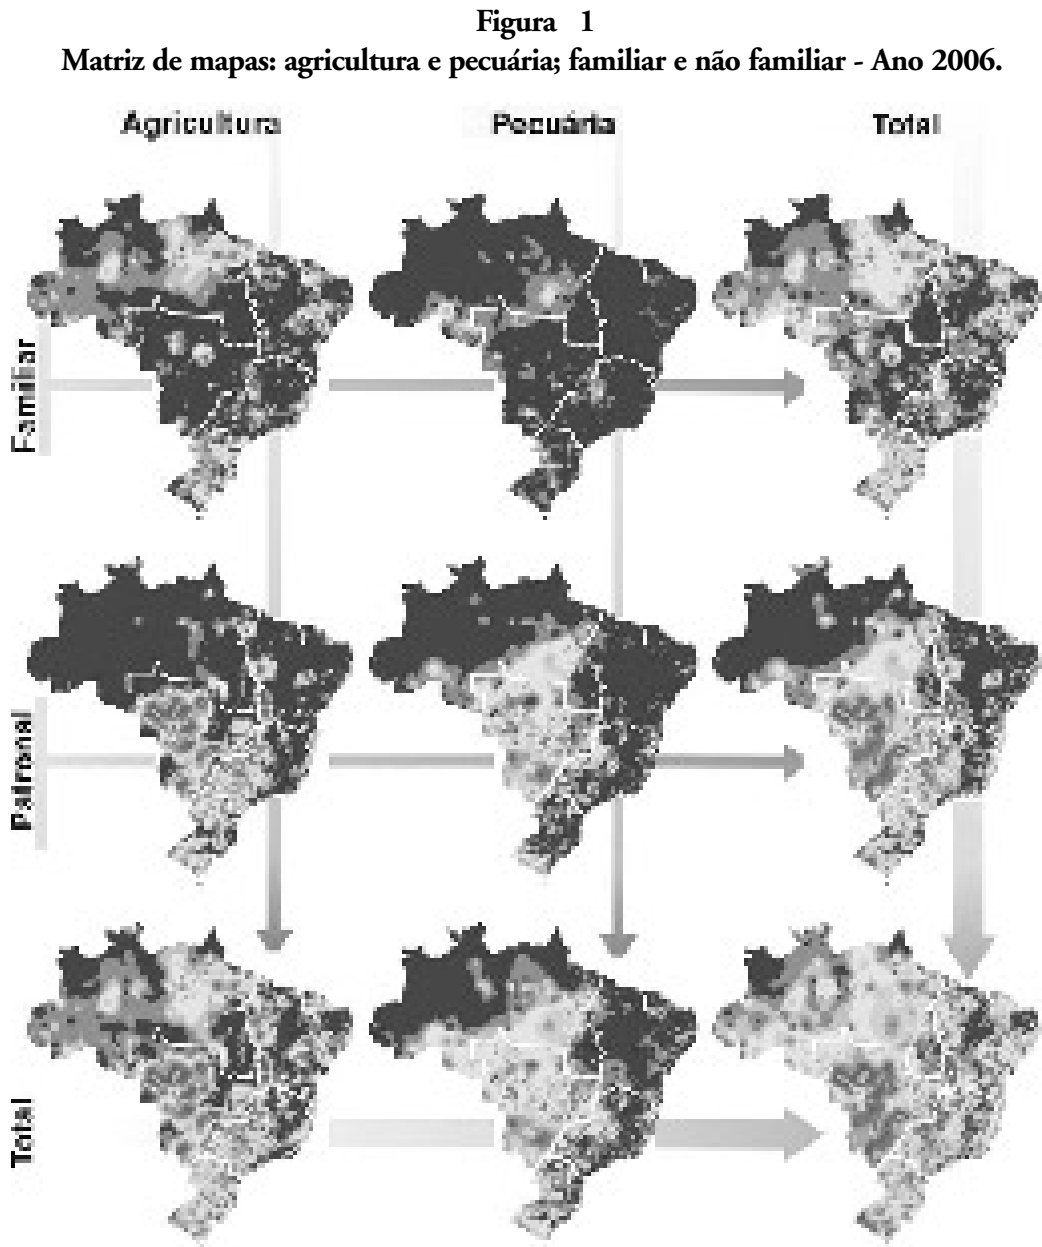 Figura 1
Matriz de mapas: agricultura e pecuária; familiar e não familiar - Ano 2006.
Agricultura Pecuária Total
Familiar
Patronal
Total